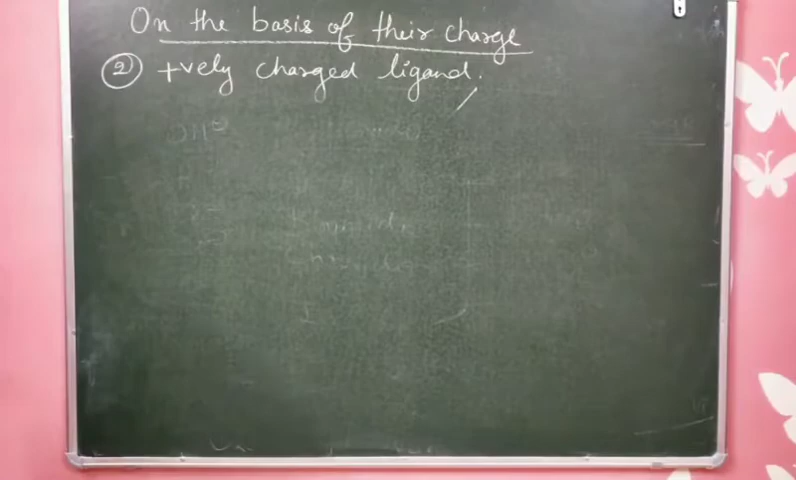 On the basis of their charge
② +vely charged ligand.